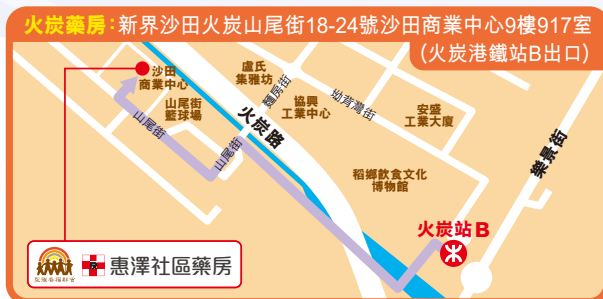 火炭藥房：新界沙田火炭山尾街18-24號沙田商業中心9樓917室
(火炭港鐵站B出口)
沙田
商業中心
盧氏
集雅坊
麵房街
坳背灣街
山尾街
籃球場
協興
工業中心
安盛
工業大廈
火炭路
山尾街
山尾街
樂景街
稻鄉飲食文化
博物館
火炭站B
惠澤社區藥房